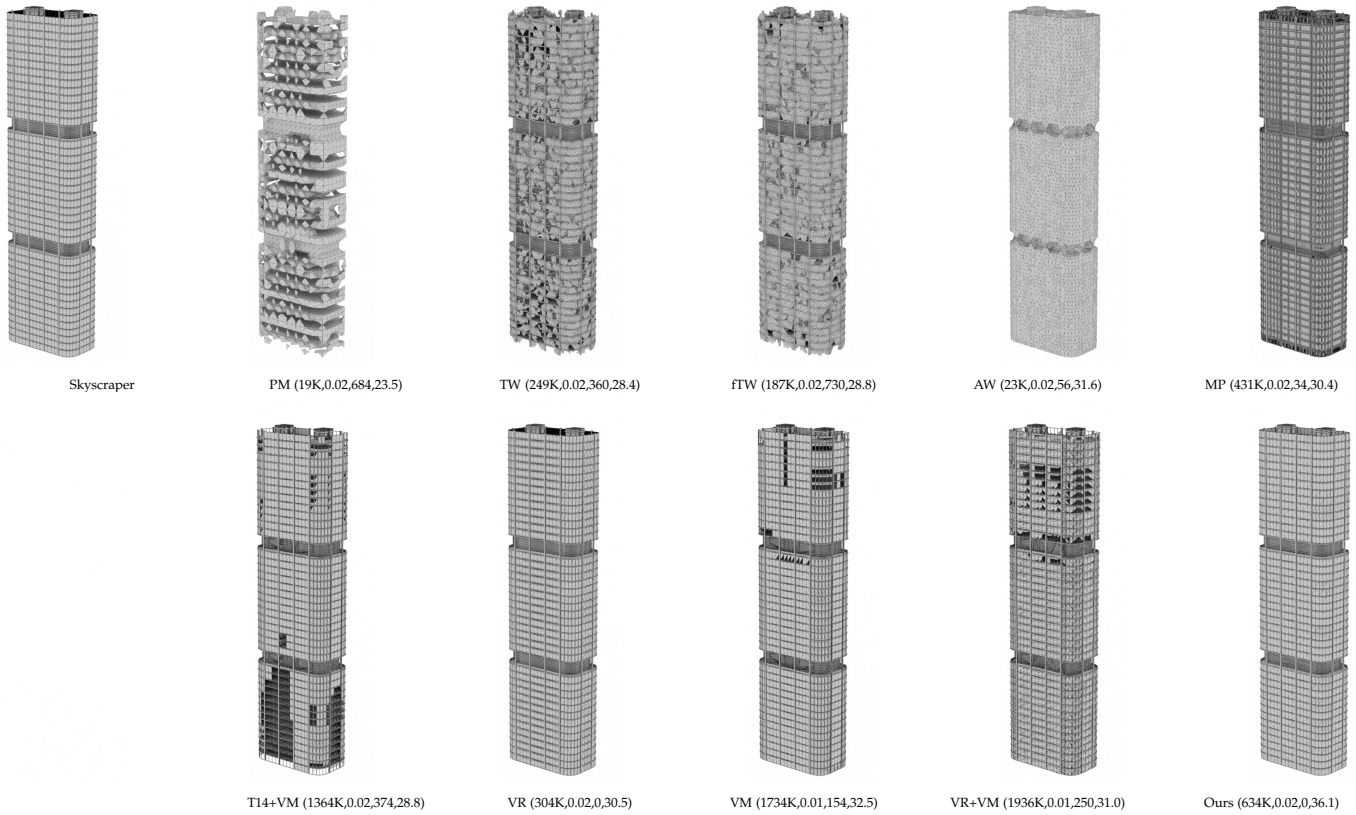 Skyscraper
PM (19K,0.02,684,23.5)
TW (249K,0.02,360,28.4)
fTW (187K,0.02,730,28.8)
AW (23K,0.02,56,31.6)
MP (431K,0.02,34,30.4)
T14+VM (1364K,0.02,374,28.8)
VR (304K,0.02,0,30.5)
VM (1734K,0.01,154,32.5)
VR+VM (1936K,0.01,250,31.0)
Ours (634K,0.02,0,36.1)